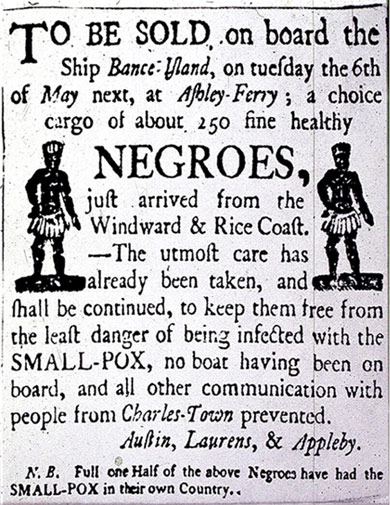 TO BE SOLD, on board the
Ship Bance-Yſland, on tueſday the 6th
of May next, at Aſhley-Ferry; a choice
cargo of about 250 fine healthy
NEGROES,
juſt arrived from the
Windward & Rice Coaſt.
—The utmoſt care has
already been taken, and
ſhall be continued, to keep them free from
the leaſt danger of being infected with the
SMALL-POX, no boat having been on
board, and all other communication with
people from Charles-Town prevented.
Auſtin, Laurens, & Appleby.
N. B. Full one Half of the above Negroes have had the
SMALL-POX in their own Country.